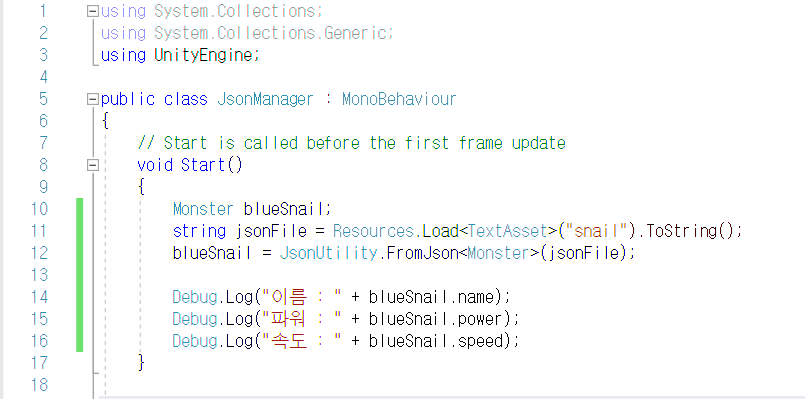 1 using System.Collections;
2 using System.Collections.Generic;
3 using UnityEngine;
4
5 public class JsonManager : MonoBehaviour
6 {
7 // Start is called before the first frame update
8 void Start()
9 {
10 Monster blueSnail;
11 string jsonFile = Resources.Load<TextAsset>("snail").ToString();
12 blueSnail = JsonUtility.FromJson<Monster>(jsonFile);
13
14 Debug.Log("이름 : " + blueSnail.name);
15 Debug.Log("파워 : " + blueSnail.power);
16 Debug.Log("속도 : " + blueSnail.speed);
17 }
18